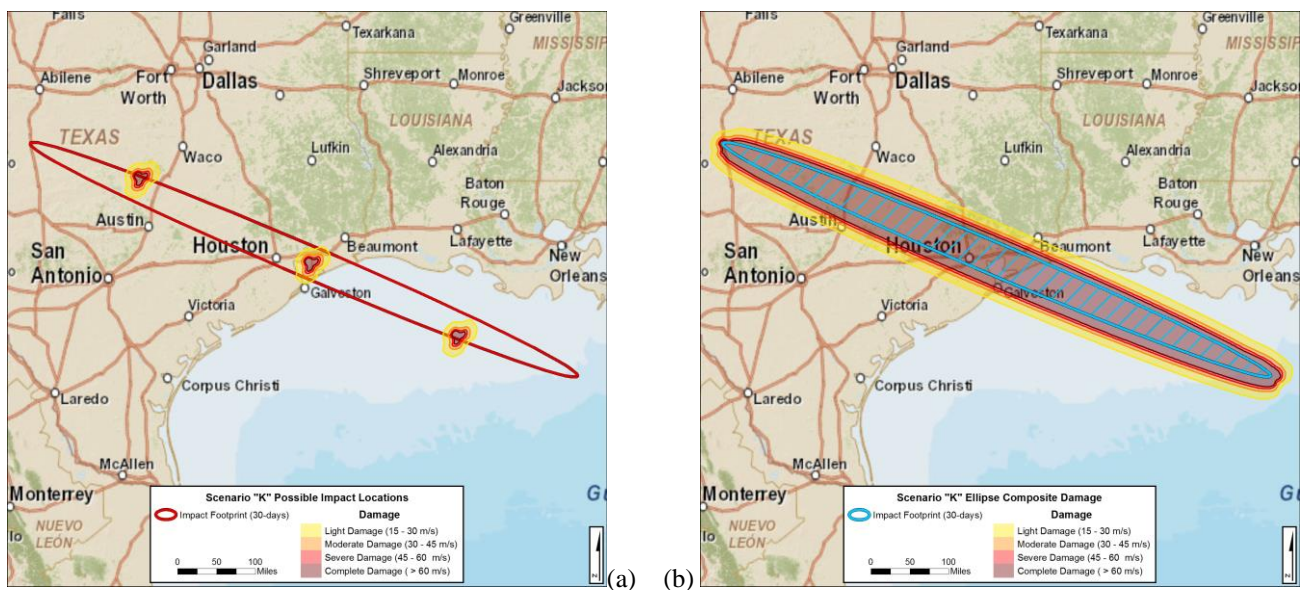 Falls
Texarkana
Greenville
MISSISSIP
Garland
Abilene
Fort
Worth
Dallas
Shreveport
Monroe
Jackson
TEXAS
LOUISIANA
Waco
Lufkin
Alexandria
Baton
Rouge
Austin
Houston
Beaumont
Lafayette
New
Orleans
San
Antonio
Galveston
Victoria
Corpus Christi
Laredo
McAllen
Monterrey
NUEVO
LEÓN
lo
Gu
Scenario "K" Possible Impact Locations
Impact Footprint (30-days)
Damage
Light Damage (15 - 30 m/s)
Moderate Damage (30 - 45 m/s)
Severe Damage (45 - 60 m/s)
Complete Damage ( > 60 m/s)
0 25 50 100
Miles
N
(a)
(b)
Falls
Texarkana
Greenville
MISSISSIP
Garland
Abilene
Fort
Worth
Dallas
Shreveport
Monroe
Jackson
TEXAS
LOUISIANA
Waco
Lufkin
Alexandria
Baton
Rouge
Austin
Houston
Beaumont
Lafayette
New
Orleans
San
Antonio
Galveston
Victoria
Corpus Christi
Laredo
McAllen
Monterrey
NUEVO
LEÓN
lo
Gu
Scenario "K" Ellipse Composite Damage
Impact Footprint (30-days)
Damage
Light Damage (15 - 30 m/s)
Moderate Damage (30 - 45 m/s)
Severe Damage (45 - 60 m/s)
Complete Damage ( > 60 m/s)
0 25 50 100
Miles
N